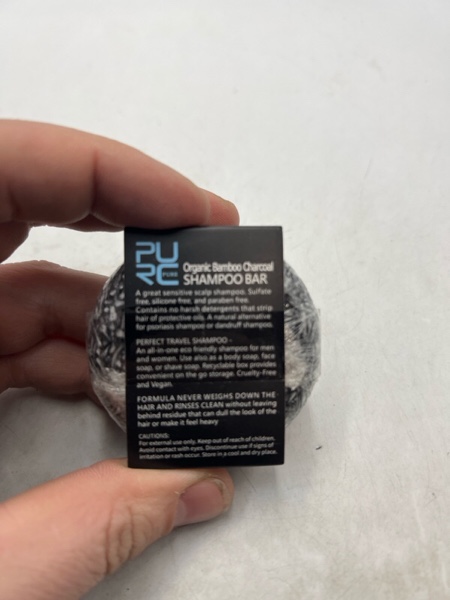 PU
RC PURE
Organic Bamboo Charcoal
SHAMPOO BAR
A great sensitive scalp shampoo. Sulfate
free, silicone free, and paraben free.
Contains no harsh detergents that strip
hair of protective oils. A natural alternative
for psoriasis shampoo or dandruff shampoo.
PERFECT TRAVEL SHAMPOO -
An all-in-one eco friendly shampoo for men
and women. Use also as a body soap, face
soap, or shave soap. Recyclable box provides
convenient on the go storage. Cruelty-Free
and Vegan.
FORMULA NEVER WEIGHS DOWN THE
HAIR AND RINSES CLEAN without leaving
behind residue that can dull the look of the
hair or make it feel heavy
CAUTIONS:
For external use only. Keep out of reach of children.
Avoid contact with eyes. Discontinue use if signs of
irritation or rash occur. Store in a cool and dry place.